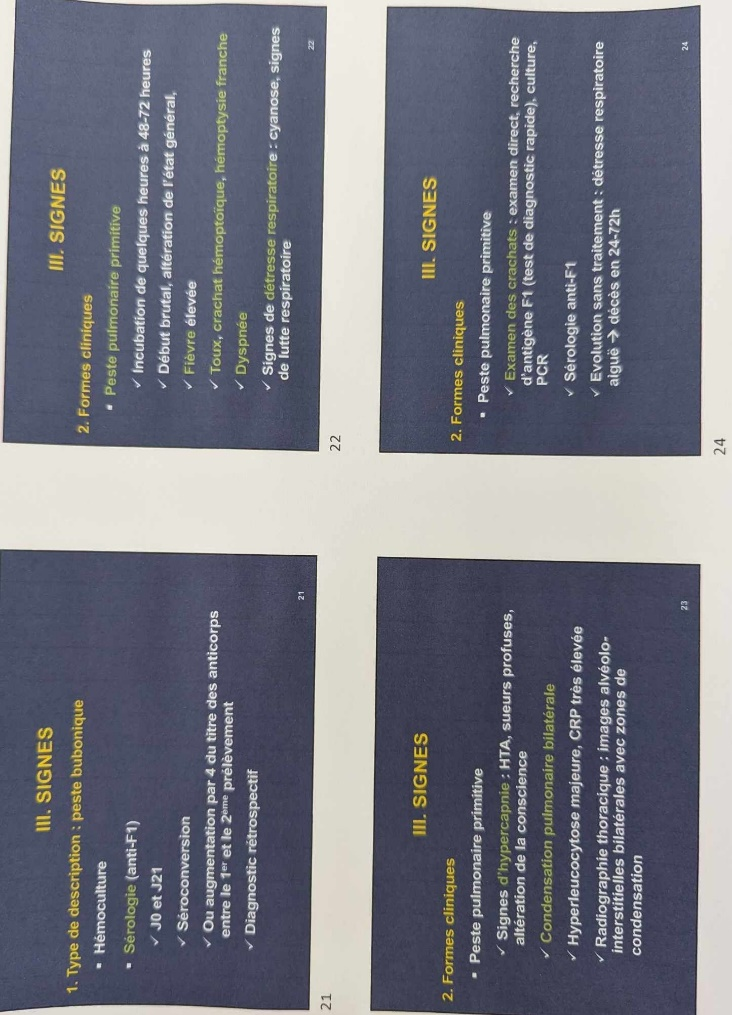 III. SIGNES
1. Type de description : peste bubonique
▪ Hémoculture
▪ Sérologie (anti-F1)
✓ J0 et J21
✓ Séroconversion
✓ Ou augmentation par 4 du titre des anticorps
entre le 1er et le 2ème prélèvement
✓ Diagnostic rétrospectif
21
21
III. SIGNES
2. Formes cliniques
▪ Peste pulmonaire primitive
✓ Incubation de quelques heures à 48-72 heures
✓ Début brutal, altération de l'état général,
✓ Fièvre élevée
✓ Toux, crachat hémoptoïque, hémoptysie franche
✓ Dyspnée
✓ Signes de détresse respiratoire : cyanose, signes
de lutte respiratoire
22
22
III. SIGNES
2. Formes cliniques
▪ Peste pulmonaire primitive
✓ Signes d'hypercapnie : HTA, sueurs profuses,
altération de la conscience
✓ Condensation pulmonaire bilatérale
✓ Hyperleucocytose majeure, CRP très élevée
✓ Radiographie thoracique : images alvéolo-
interstitielles bilatérales avec zones de
condensation
23
III. SIGNES
2. Formes cliniques
▪ Peste pulmonaire primitive
✓ Examen des crachats : examen direct, recherche
d'antigène F1 (test de diagnostic rapide), culture,
PCR
✓ Sérologie anti-F1
✓ Evolution sans traitement : détresse respiratoire
aiguë → décès en 24-72h
24
24